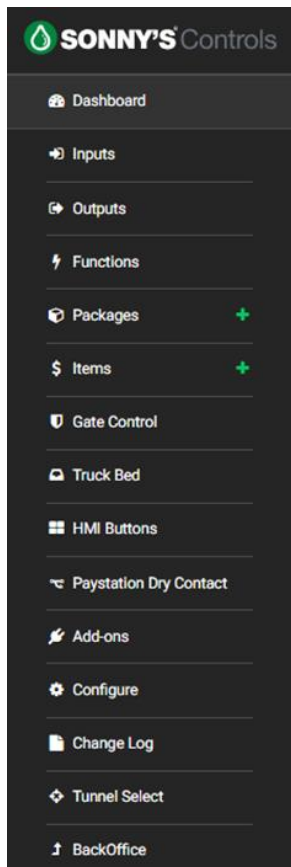 SONNY'S Controls
Dashboard
Inputs
Outputs
Functions
Packages
Items
Gate Control
Truck Bed
HMI Buttons
Paystation Dry Contact
Add-ons
Configure
Change Log
Tunnel Select
BackOffice